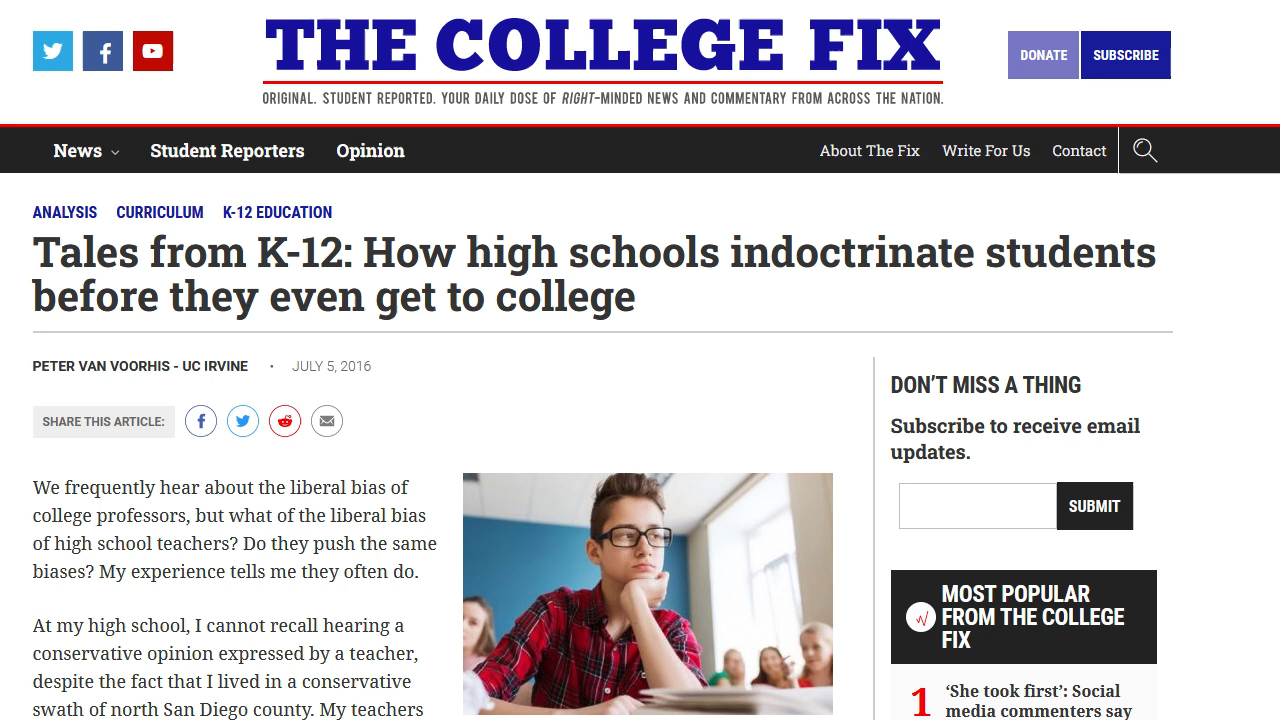 THE COLLEGE FIX
ORIGINAL. STUDENT REPORTED. YOUR DAILY DOSE OF RIGHT-MINDED NEWS AND COMMENTARY FROM ACROSS THE NATION.
DONATE
SUBSCRIBE
News
Student Reporters
Opinion
About The Fix
Write For Us
Contact
ANALYSIS
CURRICULUM
K-12 EDUCATION
Tales from K-12: How high schools indoctrinate students
before they even get to college
PETER VAN VOORHIS - UC IRVINE • JULY 5, 2016
SHARE THIS ARTICLE:
We frequently hear about the liberal bias of
college professors, but what of the liberal bias
of high school teachers? Do they push the same
biases? My experience tells me they often do.
At my high school, I cannot recall hearing a
conservative opinion expressed by a teacher,
despite the fact that I lived in a conservative
swath of north San Diego county. My teachers
DON’T MISS A THING
Subscribe to receive email
updates.
SUBMIT
MOST POPULAR
FROM THE COLLEGE
FIX
1
‘She took first’: Social
media commenters say